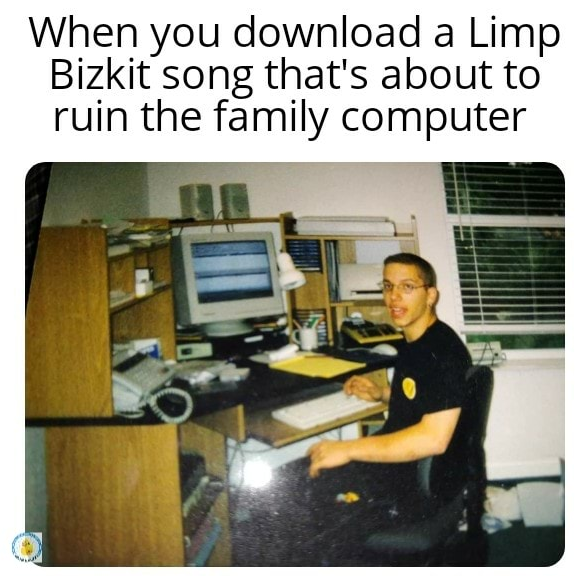 When you download a Limp
Bizkit song that's about to
ruin the family computer